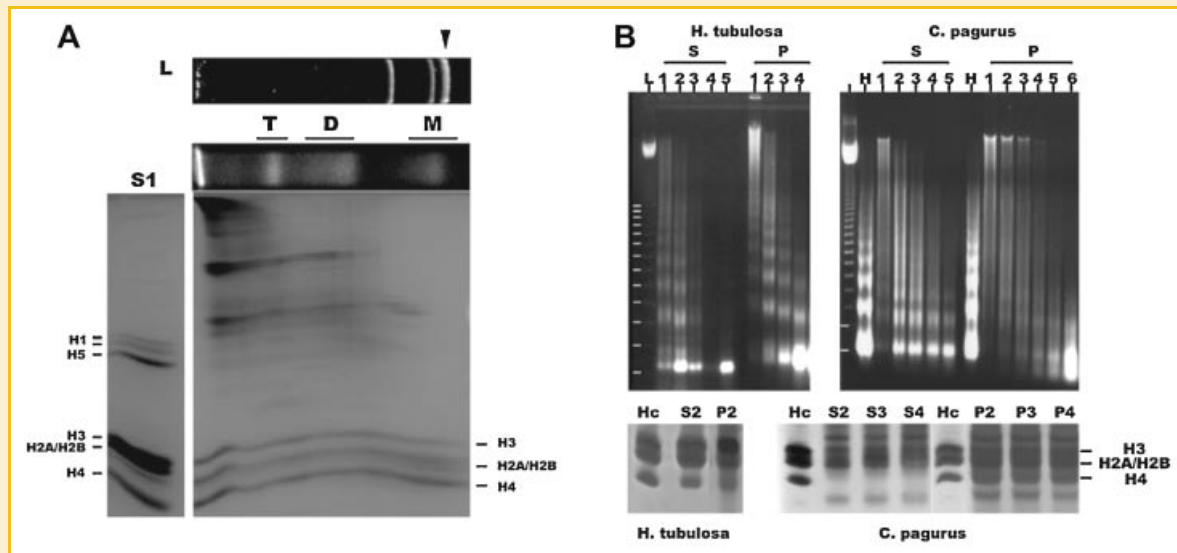 A
L
T D M
S1
H1
H5
H3
H2A/H2B
H4
H3
H2A/H2B
H4
B
H. tubulosa C. pagurus
S P S P
L 1 2 3 4 5 1 2 3 4 H 1 2 3 4 5 H 1 2 3 4 5 6
Hc S2 P2 Hc S2 S3 S4 Hc P2 P3 P4
H3
H2A/H2B
H4
H. tubulosa C. pagurus